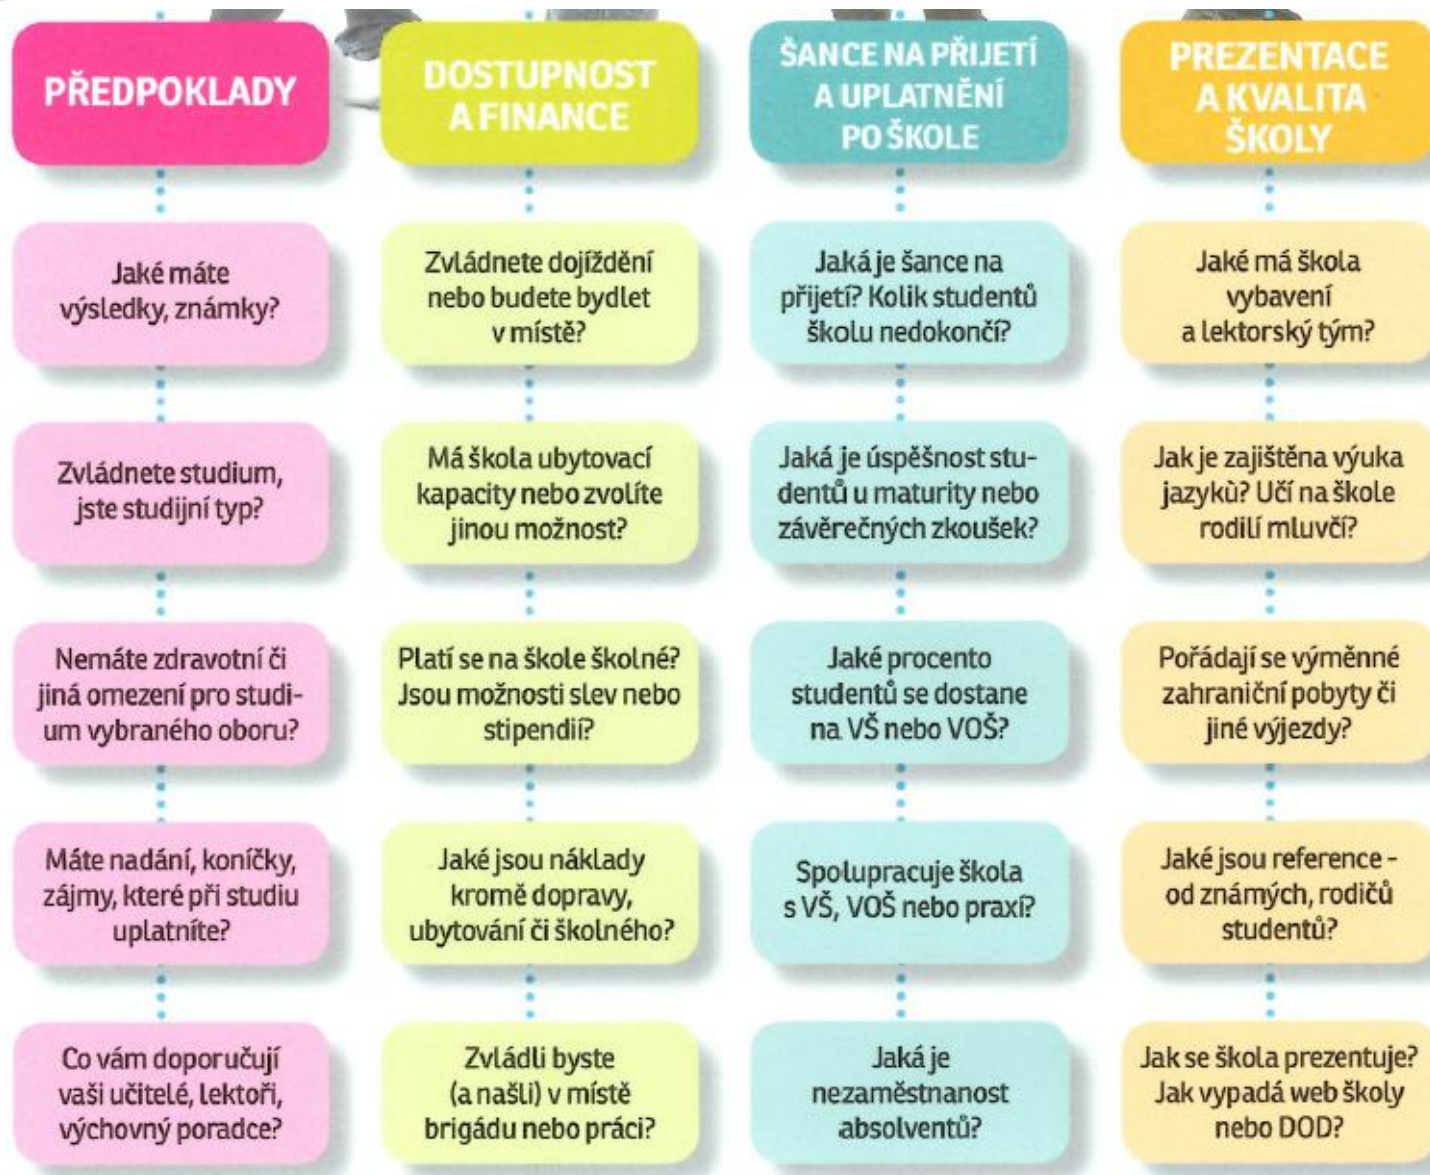 PŘEDPOKLADY
Jaké máte
výsledky, známky?
Zvládnete studium,
jste studijní typ?
Nemáte zdravotní či
jiná omezení pro studi-
um vybraného oboru?
Máte nadání, koníčky,
zájmy, které při studiu
uplatníte?
Co vám doporučují
vaši učitelé, lektoři,
výchovný poradce?
DOSTUPNOST
A FINANCE
Zvládnete dojíždění
nebo budete bydlet
v místě?
Má škola ubytovací
kapacity nebo zvolíte
jinou možnost?
Platí se na škole školné?
Jsou možnosti slev nebo
stipendií?
Jaké jsou náklady
kromě dopravy,
ubytování či školného?
Zvládli byste
(a našli) v místě
brigádu nebo práci?
ŠANCE NA PŘIJETÍ
A UPLATNĚNÍ
PO ŠKOLE
Jaká je šance na
přijetí? Kolik studentů
školu nedokončí?
Jaká je úspěšnost stu-
dentů u maturity nebo
závěrečných zkoušek?
Jaké procento
studentů se dostane
na VŠ nebo VOŠ?
Spolupracuje škola
s VŠ, VOŠ nebo praxí?
Jaká je
nezaměstnanost
absolventů?
PREZENTACE
A KVALITA
ŠKOLY
Jaké má škola
vybavení
a lektorský tým?
Jak je zajištěna výuka
jazykù? Učí na škole
rodilí mluvčí?
Pořádají se výměnné
zahraniční pobyty či
jiné výjezdy?
Jaké jsou reference -
od známých, rodičů
studentů?
Jak se škola prezentuje?
Jak vypadá web školy
nebo DOD?